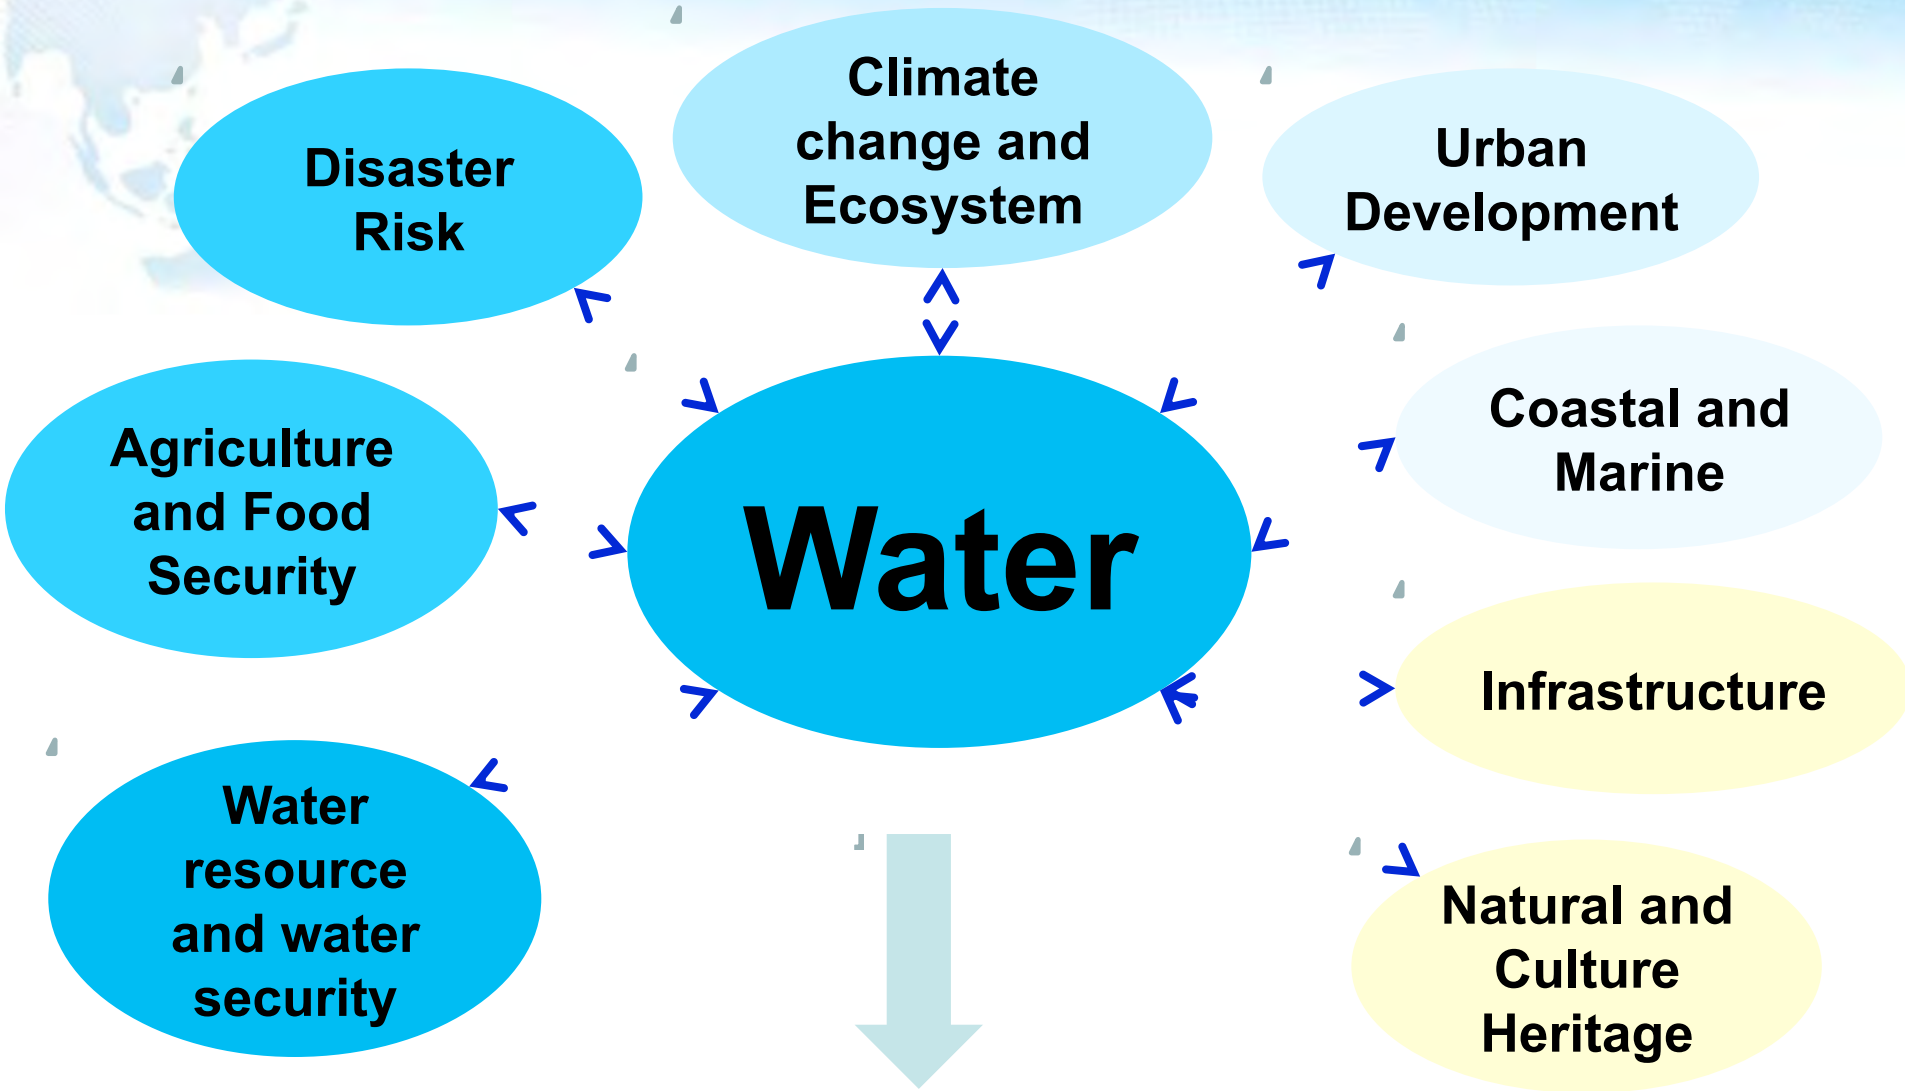 Disaster
Risk
Climate
change and
Ecosystem
Urban
Development
Agriculture
and Food
Security
Water
Coastal and
Marine
Infrastructure
Water
resource
and water
security
Natural and
Culture
Heritage